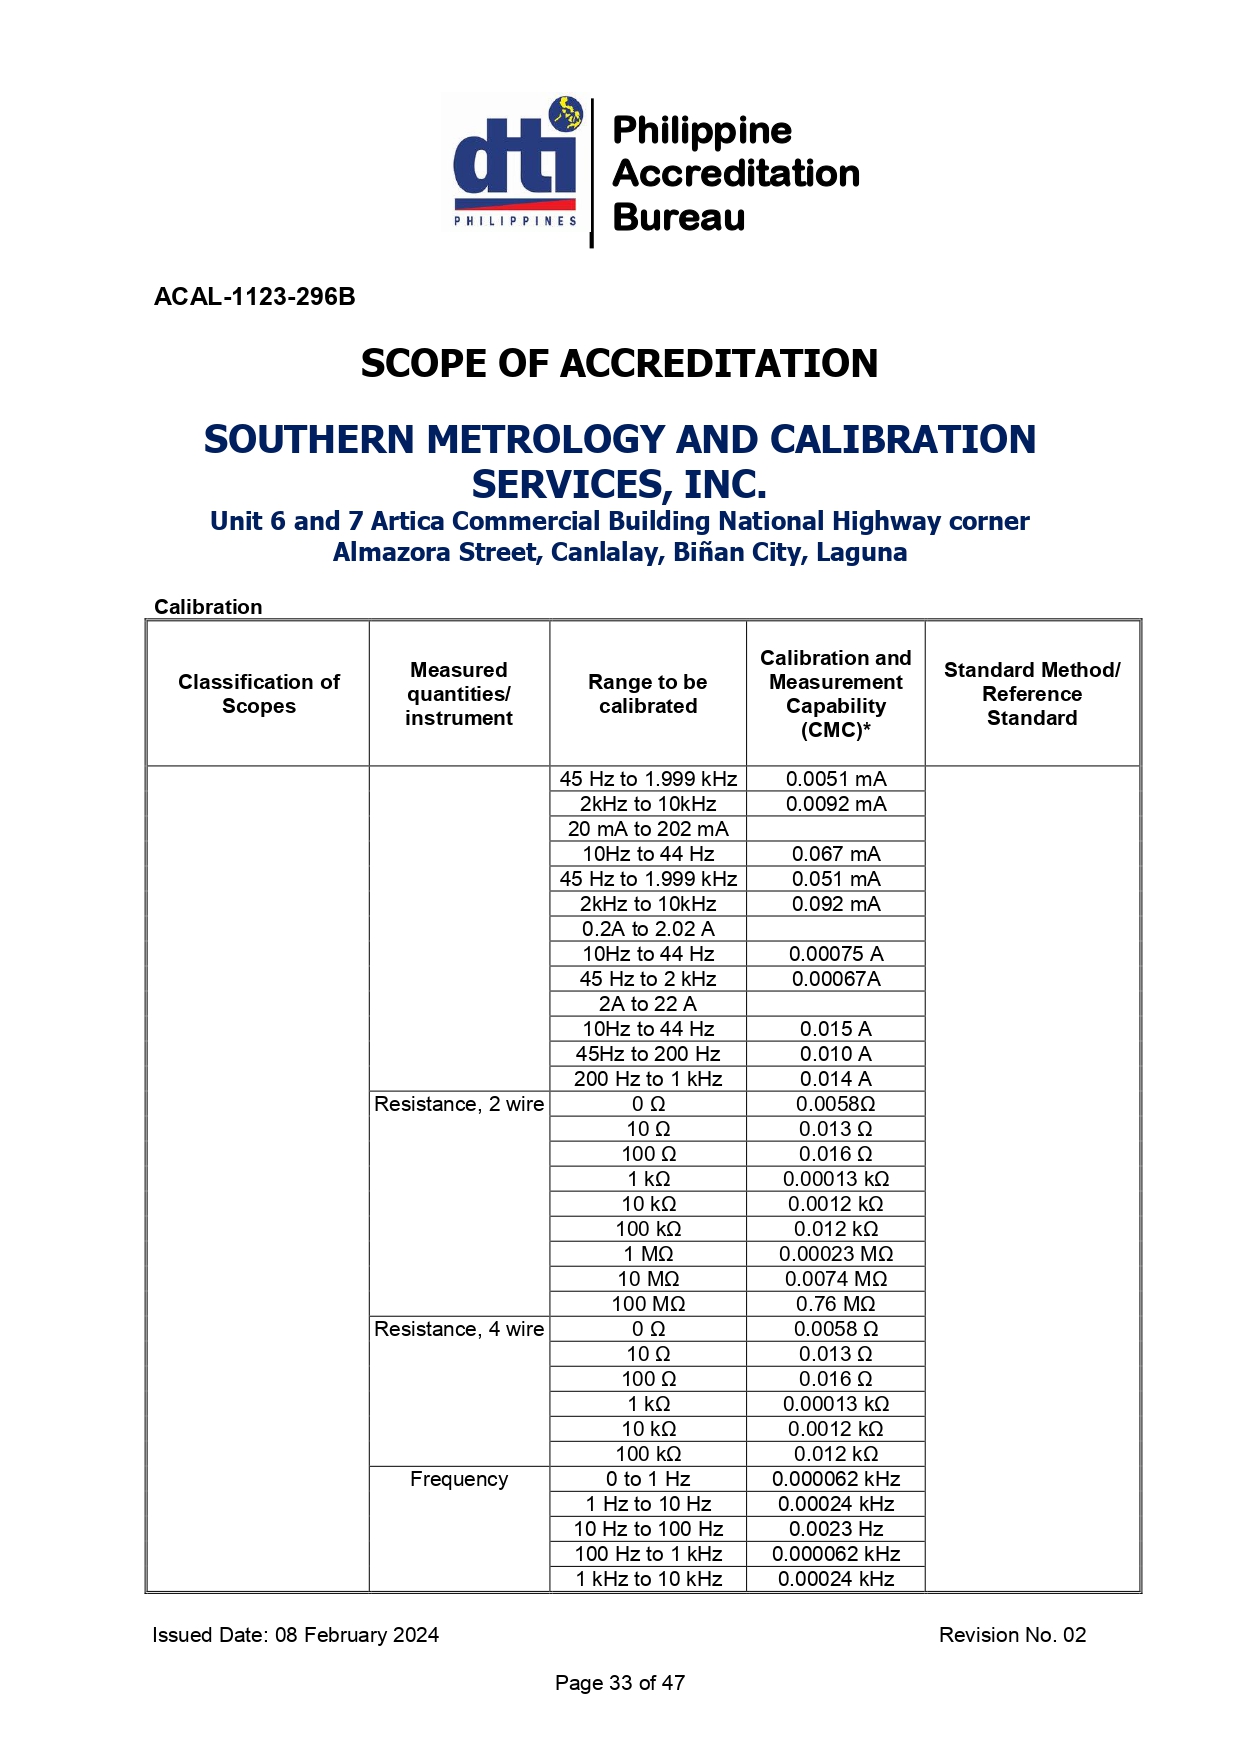 dti
PHILIPPINES
Philippine
Accreditation
Bureau
ACAL-1123-296B
SCOPE OF ACCREDITATION
SOUTHERN METROLOGY AND CALIBRATION
SERVICES, INC.
Unit 6 and 7 Artica Commercial Building National Highway corner
Almazora Street, Canlalay, Biñan City, Laguna
Calibration
Classification of
Scopes
Measured
quantities/
instrument
Range to be
calibrated
Calibration and
Measurement
Capability
(CMC)*
Standard Method/
Reference
Standard
45 Hz to 1.999 kHz 0.0051 mA
2kHz to 10kHz 0.0092 mA
20 mA to 202 mA
10Hz to 44 Hz 0.067 mA
45 Hz to 1.999 kHz 0.051 mA
2kHz to 10kHz 0.092 mA
0.2A to 2.02 A
10Hz to 44 Hz 0.00075 A
45 Hz to 2 kHz 0.00067A
2A to 22 A
10Hz to 44 Hz 0.015 A
45Hz to 200 Hz 0.010 A
200 Hz to 1 kHz 0.014 A
Resistance, 2 wire 0 Ω 0.0058Ω
10 Ω 0.013 Ω
100 Ω 0.016 Ω
1 kΩ 0.00013 kΩ
10 kΩ 0.0012 kΩ
100 kΩ 0.012 kΩ
1 MΩ 0.00023 MΩ
10 MΩ 0.0074 MΩ
100 MΩ 0.76 MΩ
Resistance, 4 wire 0 Ω 0.0058 Ω
10 Ω 0.013 Ω
100 Ω 0.016 Ω
1 kΩ 0.00013 kΩ
10 kΩ 0.0012 kΩ
100 kΩ 0.012 kΩ
Frequency 0 to 1 Hz 0.000062 kHz
1 Hz to 10 Hz 0.00024 kHz
10 Hz to 100 Hz 0.0023 Hz
100 Hz to 1 kHz 0.000062 kHz
1 kHz to 10 kHz 0.00024 kHz
Issued Date: 08 February 2024 Revision No. 02
Page 33 of 47